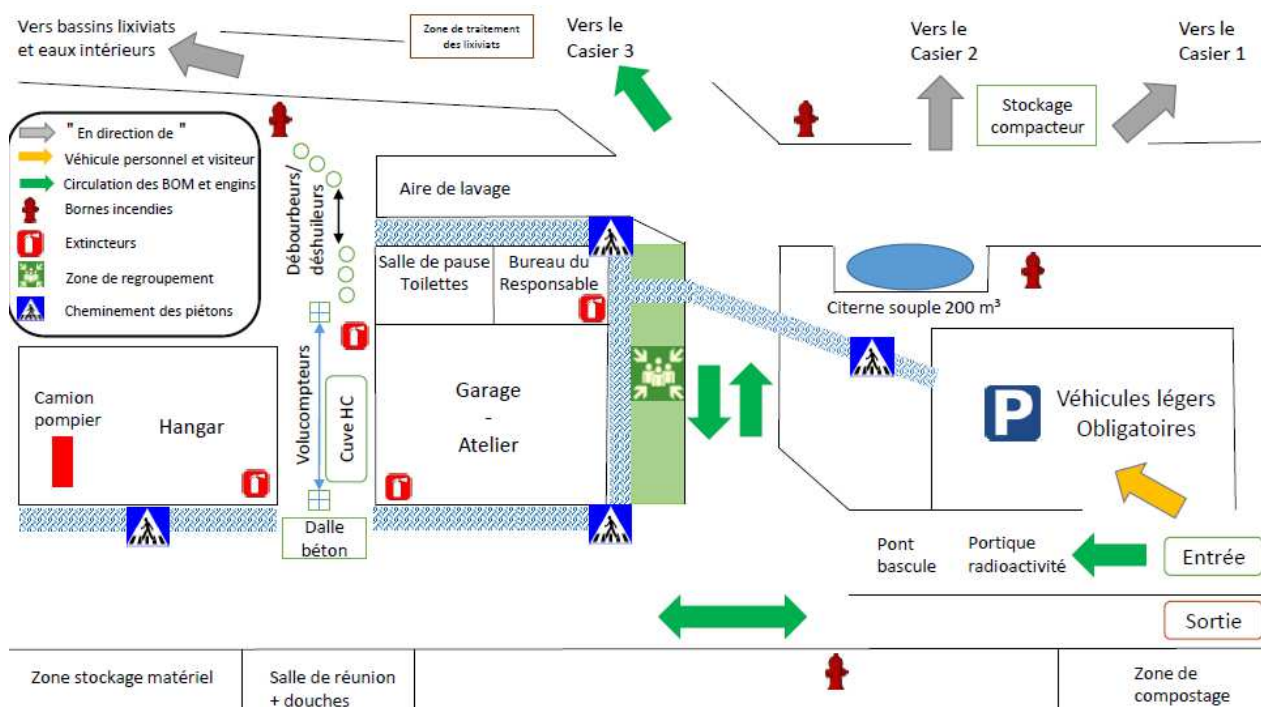 Vers bassins lixiviats
et eaux intérieurs
Zone de traitement
des lixiviats
Vers le
Casier 3
Vers le
Casier 2
Vers le
Casier 1
Stockage
compacteur
" En direction de "
Véhicule personnel et visiteur
Circulation des BOM et engins
Bornes incendies
Extincteurs
Zone de regroupement
Cheminement des piétons
Débourbeurs/
déshuileurs
Aire de lavage
Salle de pause
Toilettes
Bureau du
Responsable
Citerne souple 200 m³
Camion
pompier
Hangar
Volucompteurs
Cuve HC
Garage
-
Atelier
P
Véhicules légers
Obligatoires
Dalle
béton
Pont
bascule
Portique
radioactivité
Entrée
Sortie
Zone stockage matériel
Salle de réunion
+ douches
Zone de
compostage